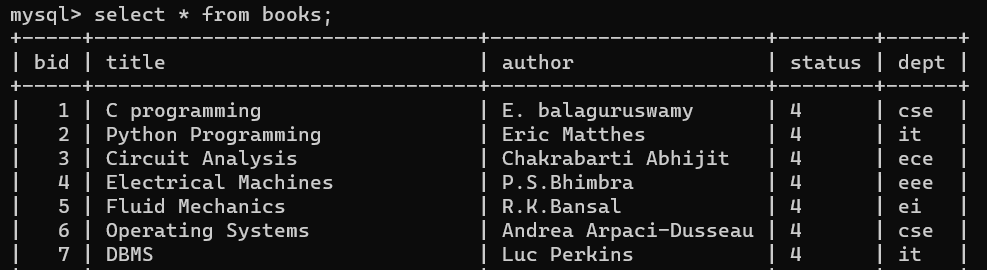 mysql> select * from books;
+-----+--------------------------------+-----------------------+--------+------+
| bid | title                          | author                | status | dept |
+-----+--------------------------------+-----------------------+--------+------+
|   1 | C programming                  | E. balaguruswamy      | 4      | cse  |
|   2 | Python Programming             | Eric Matthes          | 4      | it   |
|   3 | Circuit Analysis               | Chakrabarti Abhijit   | 4      | ece  |
|   4 | Electrical Machines            | P.S.Bhimbra           | 4      | eee  |
|   5 | Fluid Mechanics                | R.K.Bansal            | 4      | ei   |
|   6 | Operating Systems              | Andrea Arpaci-Dusseau | 4      | cse  |
|   7 | DBMS                           | Luc Perkins           | 4      | it   |